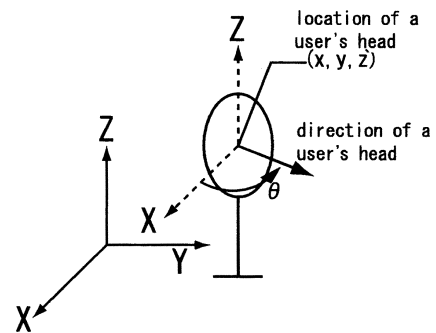 Z
location of a
user's head
(x, y, z)
direction of a
user's head
θ
X
Z
Y
X